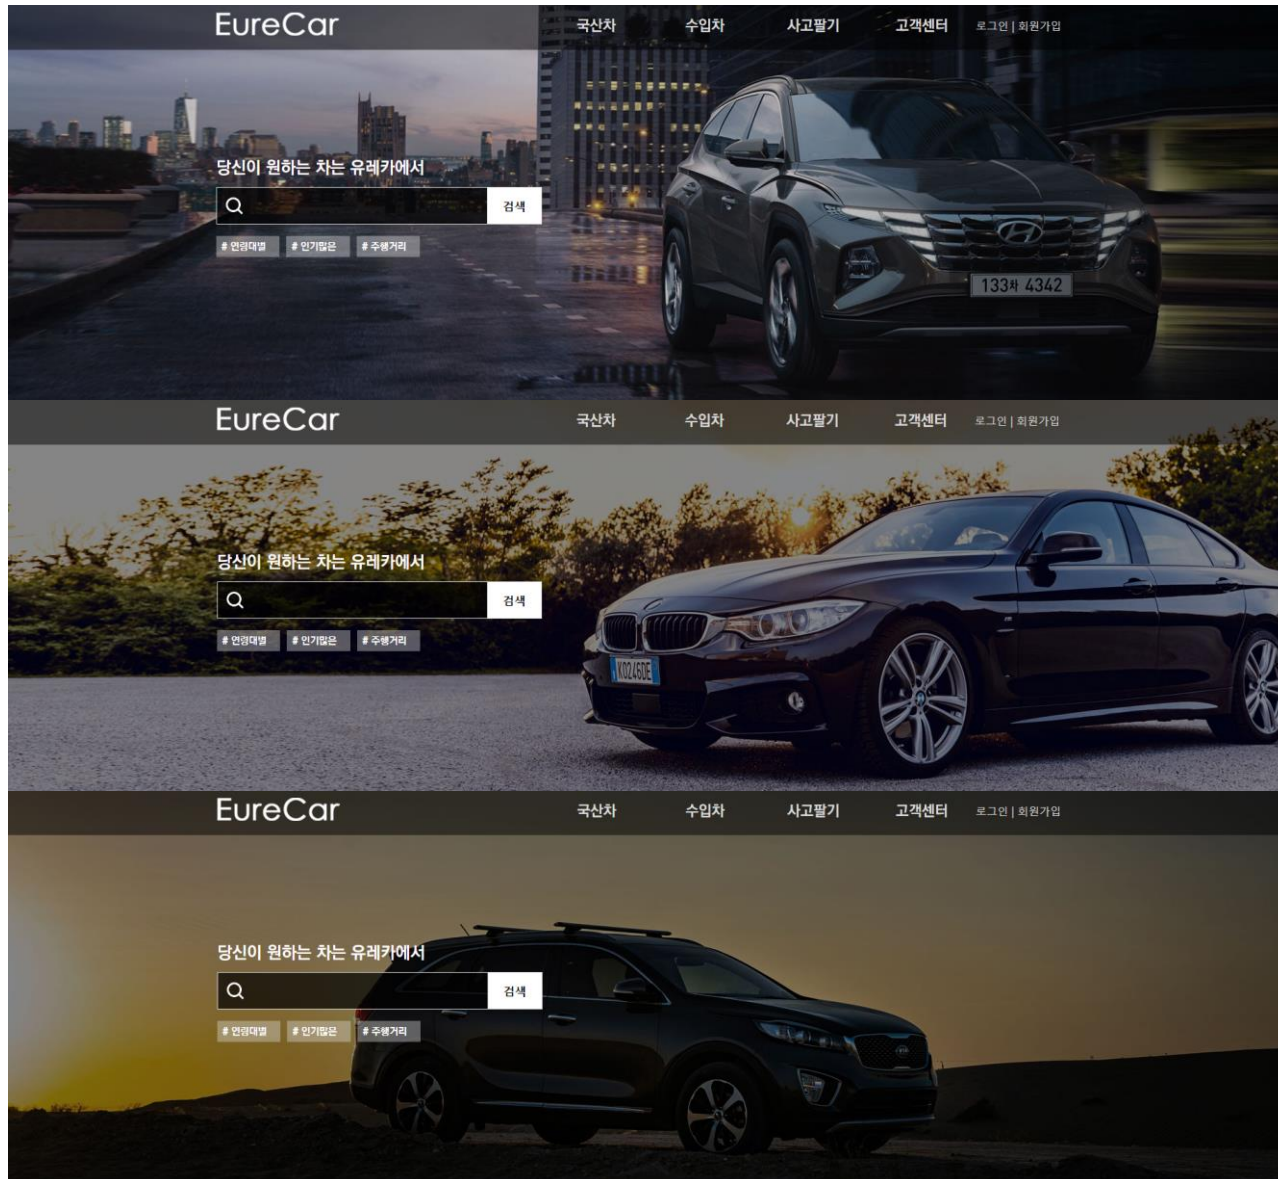 EureCar 국산차 수입차 사고팔기 고객센터 로그인 | 회원가입
당신이 원하는 차는 유레카에서
검색
# 연령대별 # 인기많은 # 주행거리
133차 4342
EureCar 국산차 수입차 사고팔기 고객센터 로그인 | 회원가입
당신이 원하는 차는 유레카에서
검색
# 연령대별 # 인기많은 # 주행거리
KO246DE
EureCar 국산차 수입차 사고팔기 고객센터 로그인 | 회원가입
당신이 원하는 차는 유레카에서
검색
# 연령대별 # 인기많은 # 주행거리